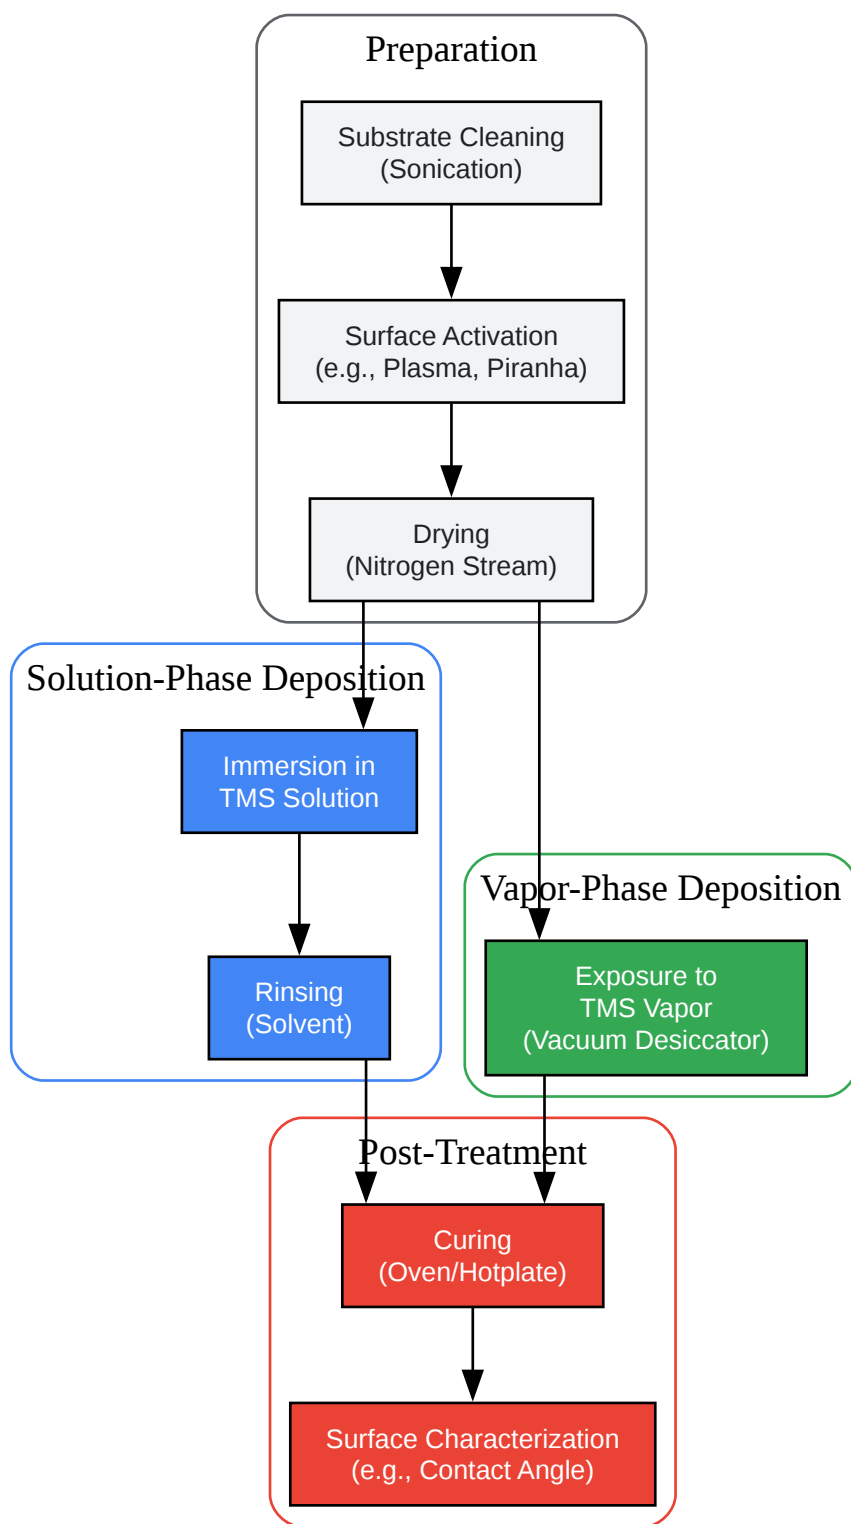 Preparation
Substrate Cleaning
(Sonication)
Surface Activation
(e.g., Plasma, Piranha)
Drying
(Nitrogen Stream)
Solution-Phase Deposition
Immersion in
TMS Solution
Rinsing
(Solvent)
Vapor-Phase Deposition
Exposure to
TMS Vapor
(Vacuum Desiccator)
Post-Treatment
Curing
(Oven/Hotplate)
Surface Characterization
(e.g., Contact Angle)